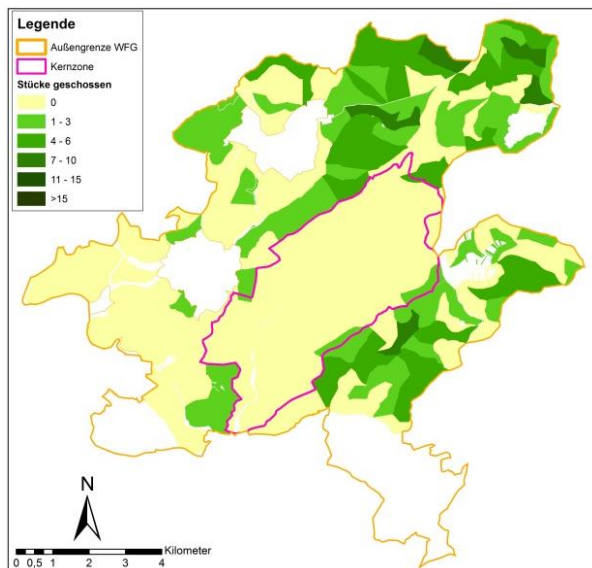 Legende
Außengrenze WFG
Kernzone
Stücke geschossen
0
1 - 3
4 - 6
7 - 10
11 - 15
>15
N
Kilometer
0 0,5 1 2 3 4